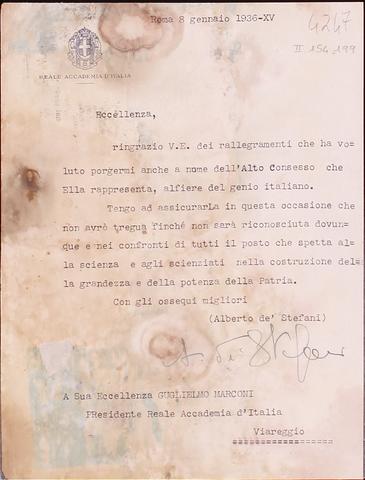 Roma 8 gennaio 1936-XV
4247
II 154.199
REALE ACCADEMIA D'ITALIA
Eccellenza,
ringrazio V.E. dei rallegramenti che ha vo=
luto porgermi anche a nome dell'Alto Consesso che
Ella rappresenta, alfiere del genio italiano.
Tengo ad assicurarLa in questa occasione che
non avrò tregua finché non sarà riconosciuta dovun=
que e nei confronti di tutti il posto che spetta al=
la scienza e agli scienziati nella costruzione del=
la grandezza e della potenza della Patria.
Con gli ossequi migliori
(Alberto de' Stefani)
A. de' Stefani
A Sua Eccellenza GUGLIELMO MARCONI
PResidente Reale Accademia d'Italia
Viareggio